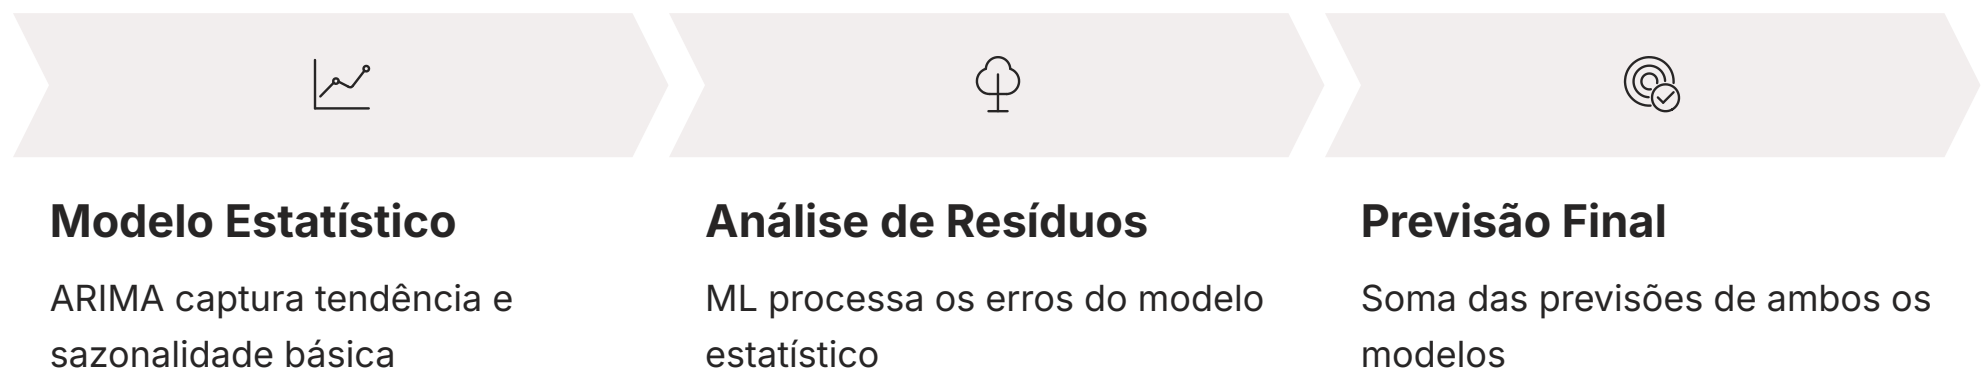 Modelo Estatístico
ARIMA captura tendência e
sazonalidade básica
Análise de Resíduos
ML processa os erros do modelo
estatístico
Previsão Final
Soma das previsões de ambos os
modelos